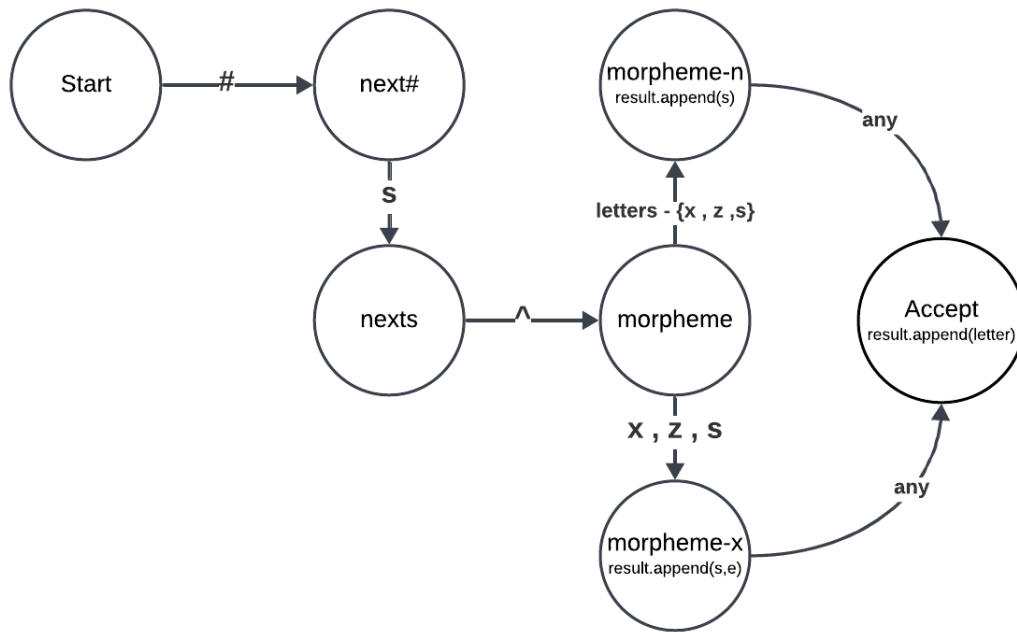 Start
#
next#
s
nexts
^
morpheme
letters - {x , z ,s}
morpheme-n
result.append(s)
any
x , z , s
morpheme-x
result.append(s,e)
any
Accept
result.append(letter)